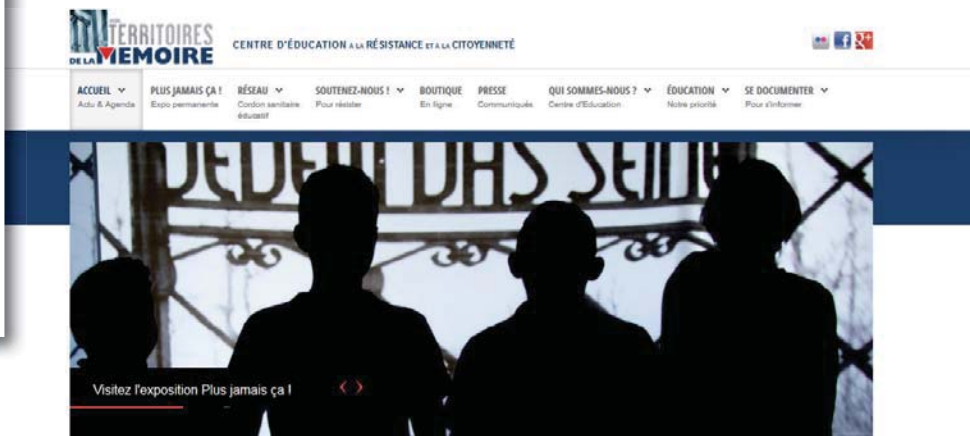 LES TERRITOIRES
DE LA MEMOIRE
CENTRE D'ÉDUCATION À LA RÉSISTANCE ET À LA CITOYENNETÉ
ACCUEIL
Actu & Agenda
PLUS JAMAIS ÇA !
Expo permanente
RÉSEAU
Cordon sanitaire
éducatif
SOUTENEZ-NOUS !
Pour résister
BOUTIQUE
En ligne
PRESSE
Communiqués
QUI SOMMES-NOUS ?
Centre d'Education
ÉDUCATION
Notre priorité
SE DOCUMENTER
Pour s'informer
JEDEM DAS SEINE
Visitez l'exposition Plus jamais ça !